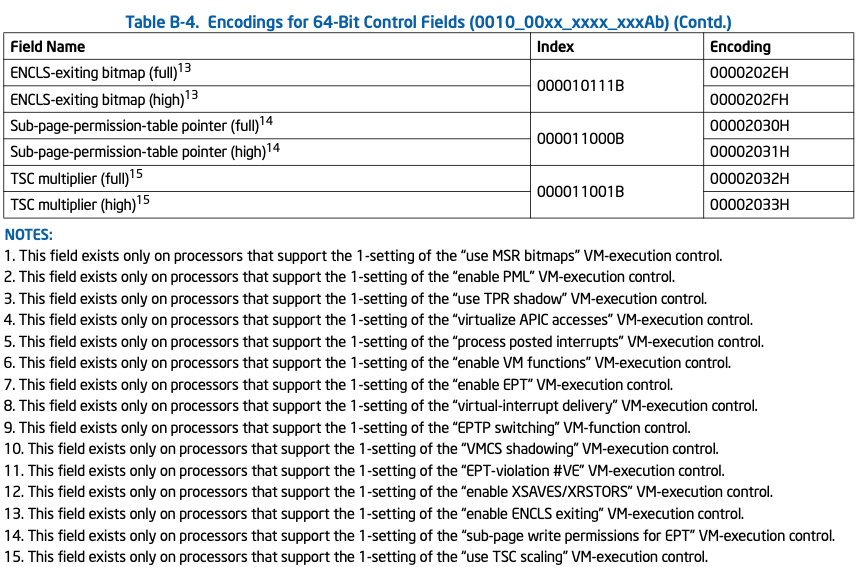 Table B-4. Encodings for 64-Bit Control Fields (0010_00xx_xxxx_xxxAb) (Contd.)
Field Name Index Encoding
ENCLS-exiting bitmap (full)13 000010111B 0000202EH
ENCLS-exiting bitmap (high)13 0000202FH
Sub-page-permission-table pointer (full)14 000011000B 00002030H
Sub-page-permission-table pointer (high)14 00002031H
TSC multiplier (full)15 000011001B 00002032H
TSC multiplier (high)15 00002033H
NOTES:
1. This field exists only on processors that support the 1-setting of the “use MSR bitmaps” VM-execution control.
2. This field exists only on processors that support the 1-setting of the “enable PML” VM-execution control.
3. This field exists only on processors that support the 1-setting of the “use TPR shadow” VM-execution control.
4. This field exists only on processors that support the 1-setting of the “virtualize APIC accesses” VM-execution control.
5. This field exists only on processors that support the 1-setting of the “process posted interrupts” VM-execution control.
6. This field exists only on processors that support the 1-setting of the “enable VM functions” VM-execution control.
7. This field exists only on processors that support the 1-setting of the “enable EPT” VM-execution control.
8. This field exists only on processors that support the 1-setting of the “virtual-interrupt delivery” VM-execution control.
9. This field exists only on processors that support the 1-setting of the “EPTP switching” VM-function control.
10. This field exists only on processors that support the 1-setting of the “VMCS shadowing” VM-execution control.
11. This field exists only on processors that support the 1-setting of the “EPT-violation #VE” VM-execution control.
12. This field exists only on processors that support the 1-setting of the “enable XSAVES/XRSTORS” VM-execution control.
13. This field exists only on processors that support the 1-setting of the “enable ENCLS exiting” VM-execution control.
14. This field exists only on processors that support the 1-setting of the “sub-page write permissions for EPT” VM-execution control.
15. This field exists only on processors that support the 1-setting of the “use TSC scaling” VM-execution control.